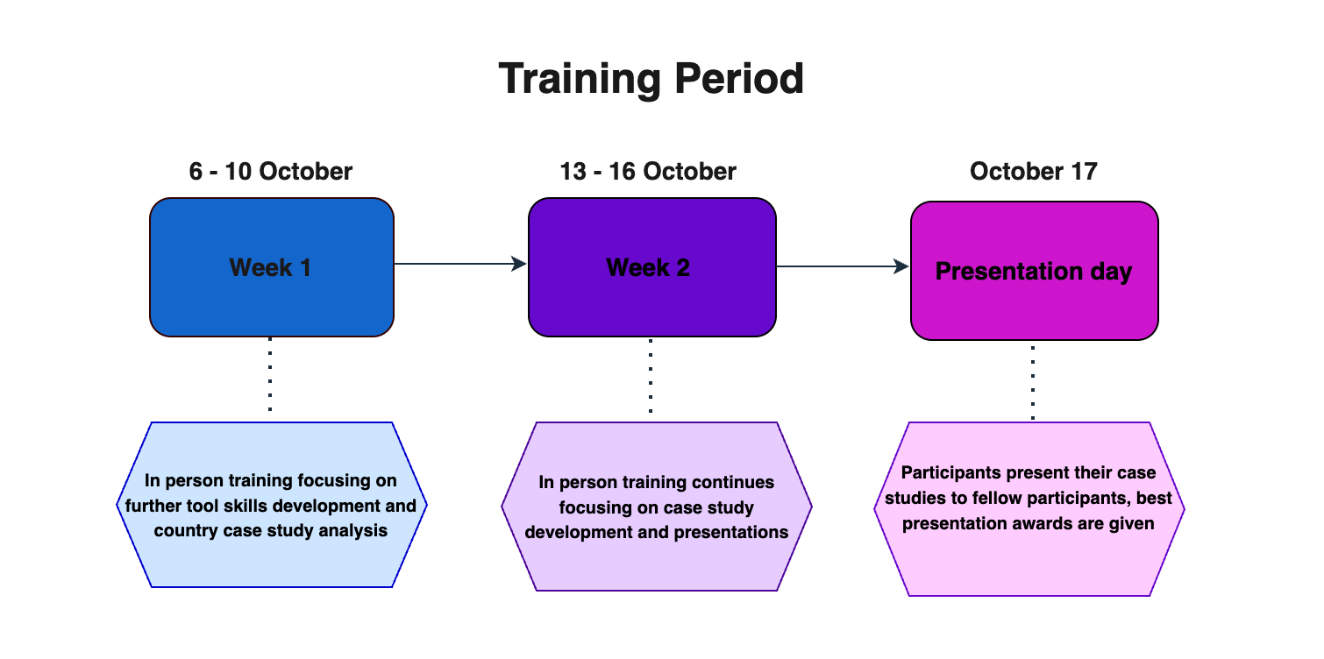 Training Period
6 - 10 October
13 - 16 October
October 17
Week 1
Week 2
Presentation day
In person training focusing on
further tool skills development and
country case study analysis
In person training continues
focusing on case study
development and presentations
Participants present their case
studies to fellow participants, best
presentation awards are given